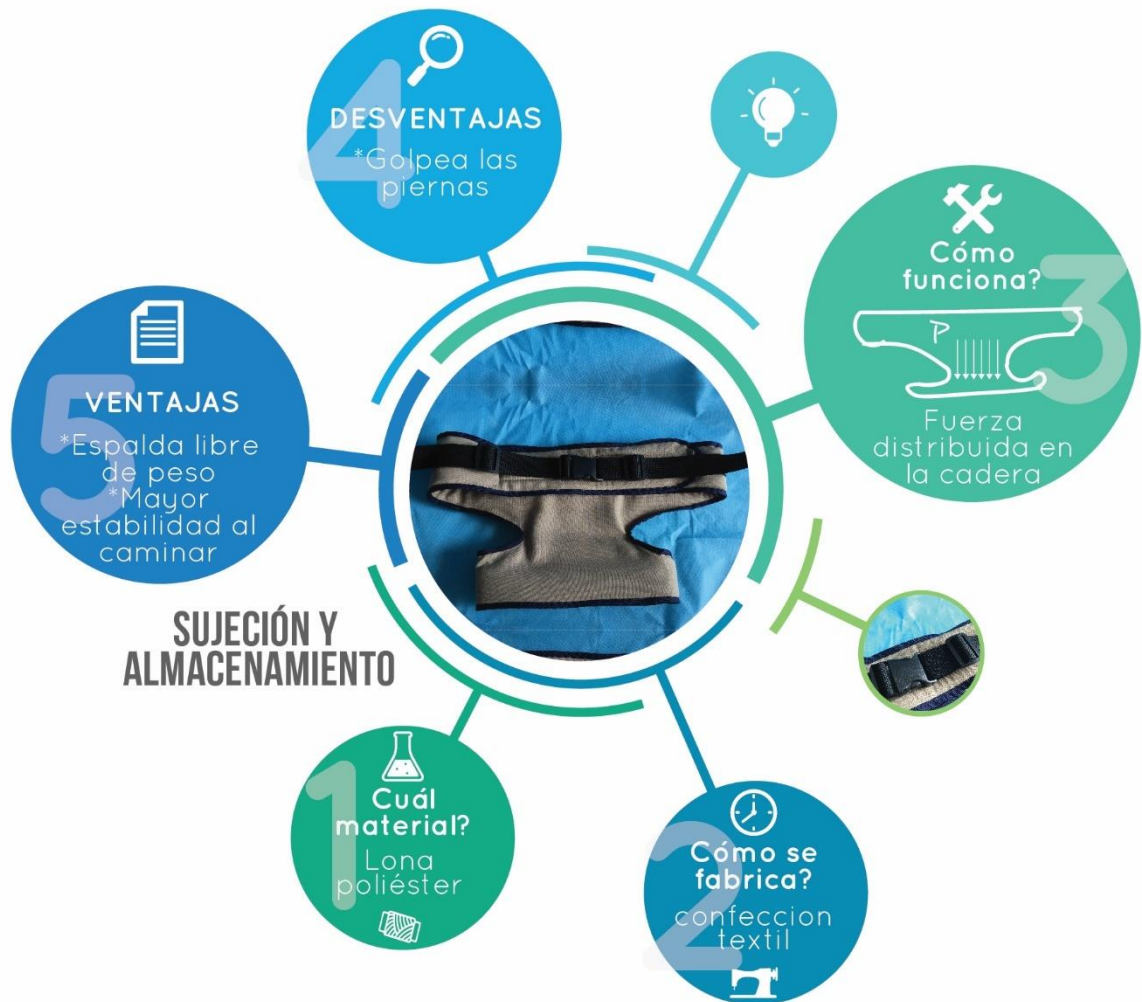 4
DESVENTAJAS
*Golpea las
piernas
3
Cómo
funciona?
P
Fuerza
distribuida en
la cadera
5
VENTAJAS
*Espalda libre
de peso
*Mayor
estabilidad al
caminar
SUJECIÓN Y
ALMACENAMIENTO
1
Cuál
material?
Lona
poliéster
2
Cómo se
fabrica?
confeccion
textil